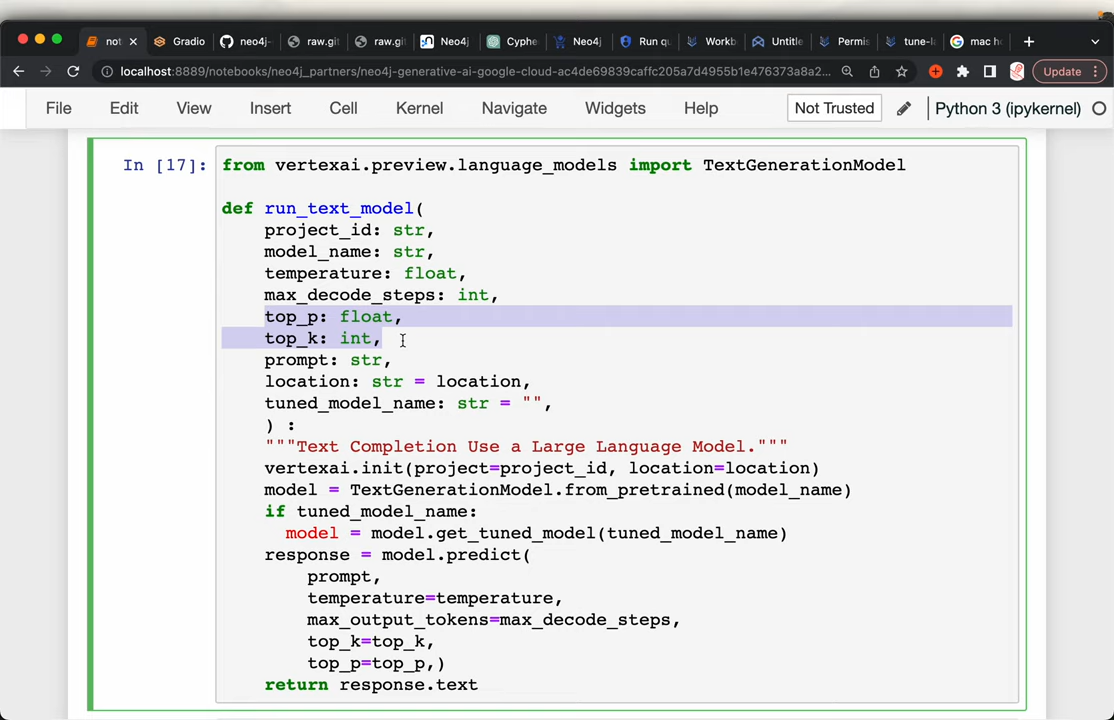 not
Gradio
neo4j-
raw.git
raw.git
Neo4j
Cyphe
Neo4j
Run qu
Workb
Untitle
Permis
tune-l
mac h
localhost:8889/notebooks/neo4j_partners/neo4j-generative-ai-google-cloud-ac4de69839caffc205a7d4955b1e476373a8a2...
Update
File Edit View Insert Cell Kernel Navigate Widgets Help Not Trusted Python 3 (ipykernel)
In [17]: from vertexai.preview.language_models import TextGenerationModel
def run_text_model(
project_id: str,
model_name: str,
temperature: float,
max_decode_steps: int,
top_p: float,
top_k: int,
prompt: str,
location: str = location,
tuned_model_name: str = "",
) :
"""Text Completion Use a Large Language Model."""
vertexai.init(project=project_id, location=location)
model = TextGenerationModel.from_pretrained(model_name)
if tuned_model_name:
model = model.get_tuned_model(tuned_model_name)
response = model.predict(
prompt,
temperature=temperature,
max_output_tokens=max_decode_steps,
top_k=top_k,
top_p=top_p,)
return response.text